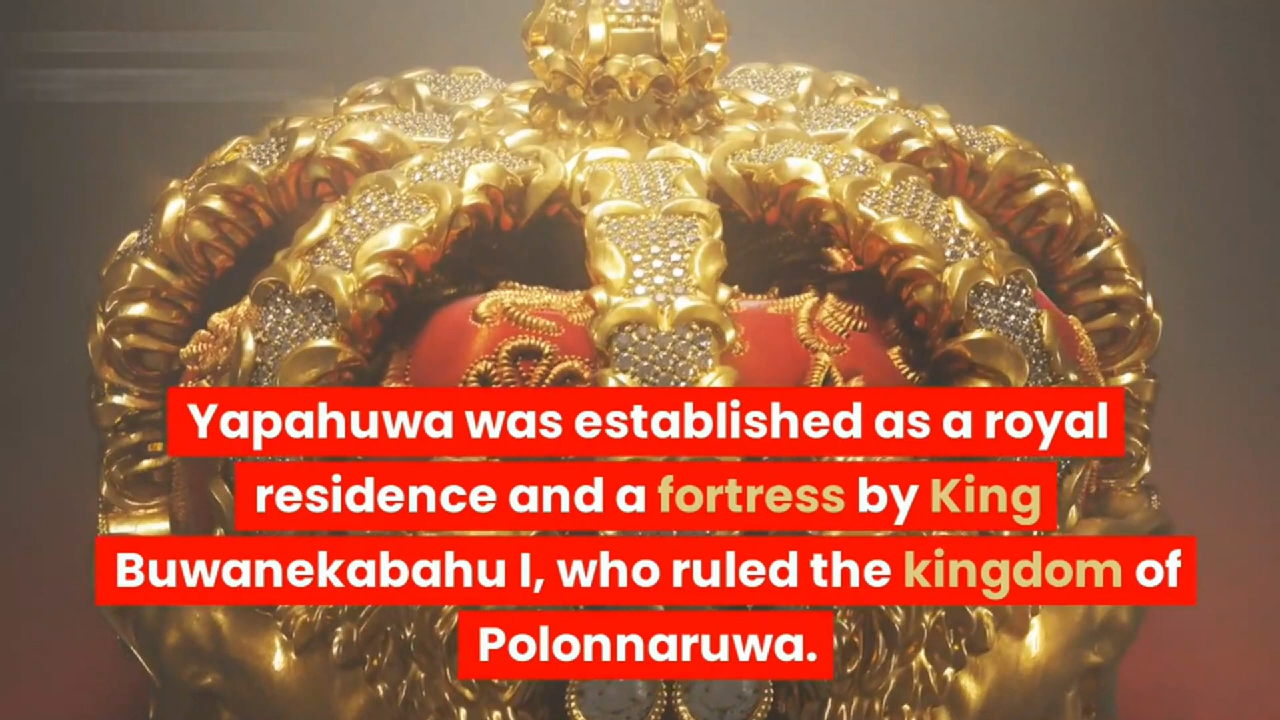 Yapahuwa was established as a royal
residence and a fortress by King
Buwanekabahu I, who ruled the kingdom of
Polonnaruwa.